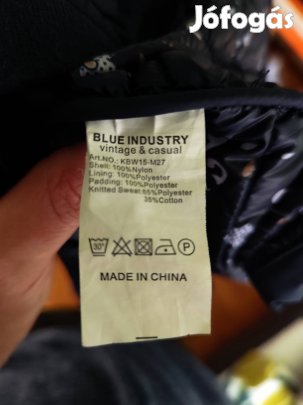 Jófogás
BLUE INDUSTRY
vintage & casual
Art.NO.: KBW15-M27
Shell: 100%Nylon
Lining: 100%Polyester
Padding: 100%Polyester
Knitted Sweat:65%Polyester
35%Cotton
30°
P
MADE IN CHINA